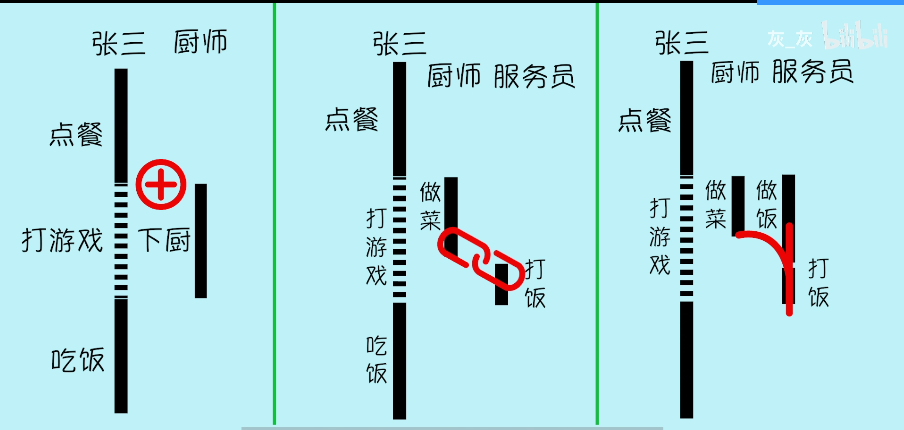 张三 厨师
点餐
打游戏
下厨
吃饭
张三
厨师 服务员
点餐
做菜
打游戏
打饭
吃饭
张三
厨师 服务员
点餐
做菜
做饭
打游戏
打饭
灰_灰 bilibili